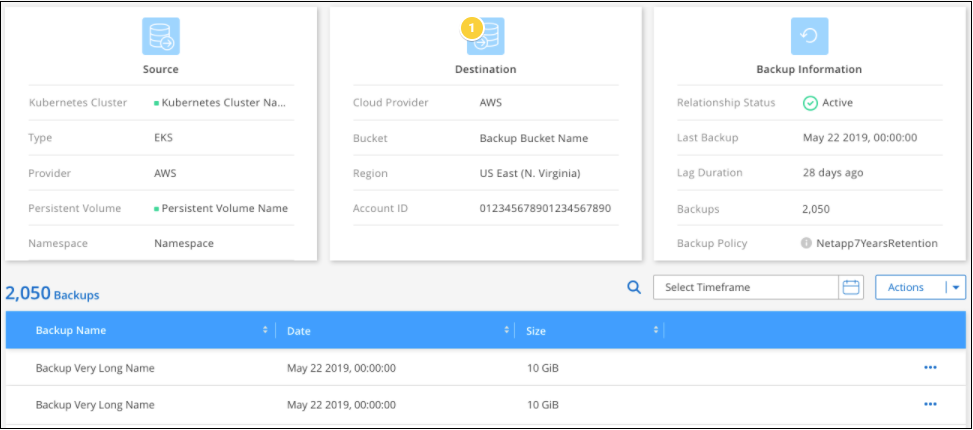 Source
Kubernetes Cluster Kubernetes Cluster Na...
Type EKS
Provider AWS
Persistent Volume Persistent Volume Name
Namespace Namespace
1
Destination
Cloud Provider AWS
Bucket Backup Bucket Name
Region US East (N. Virginia)
Account ID 012345678901234567890
Backup Information
Relationship Status Active
Last Backup May 22 2019, 00:00:00
Lag Duration 28 days ago
Backups 2,050
Backup Policy Netapp7YearsRetention
2,050 Backups Select Timeframe Actions
Backup Name Date Size
Backup Very Long Name May 22 2019, 00:00:00 10 GiB
Backup Very Long Name May 22 2019, 00:00:00 10 GiB